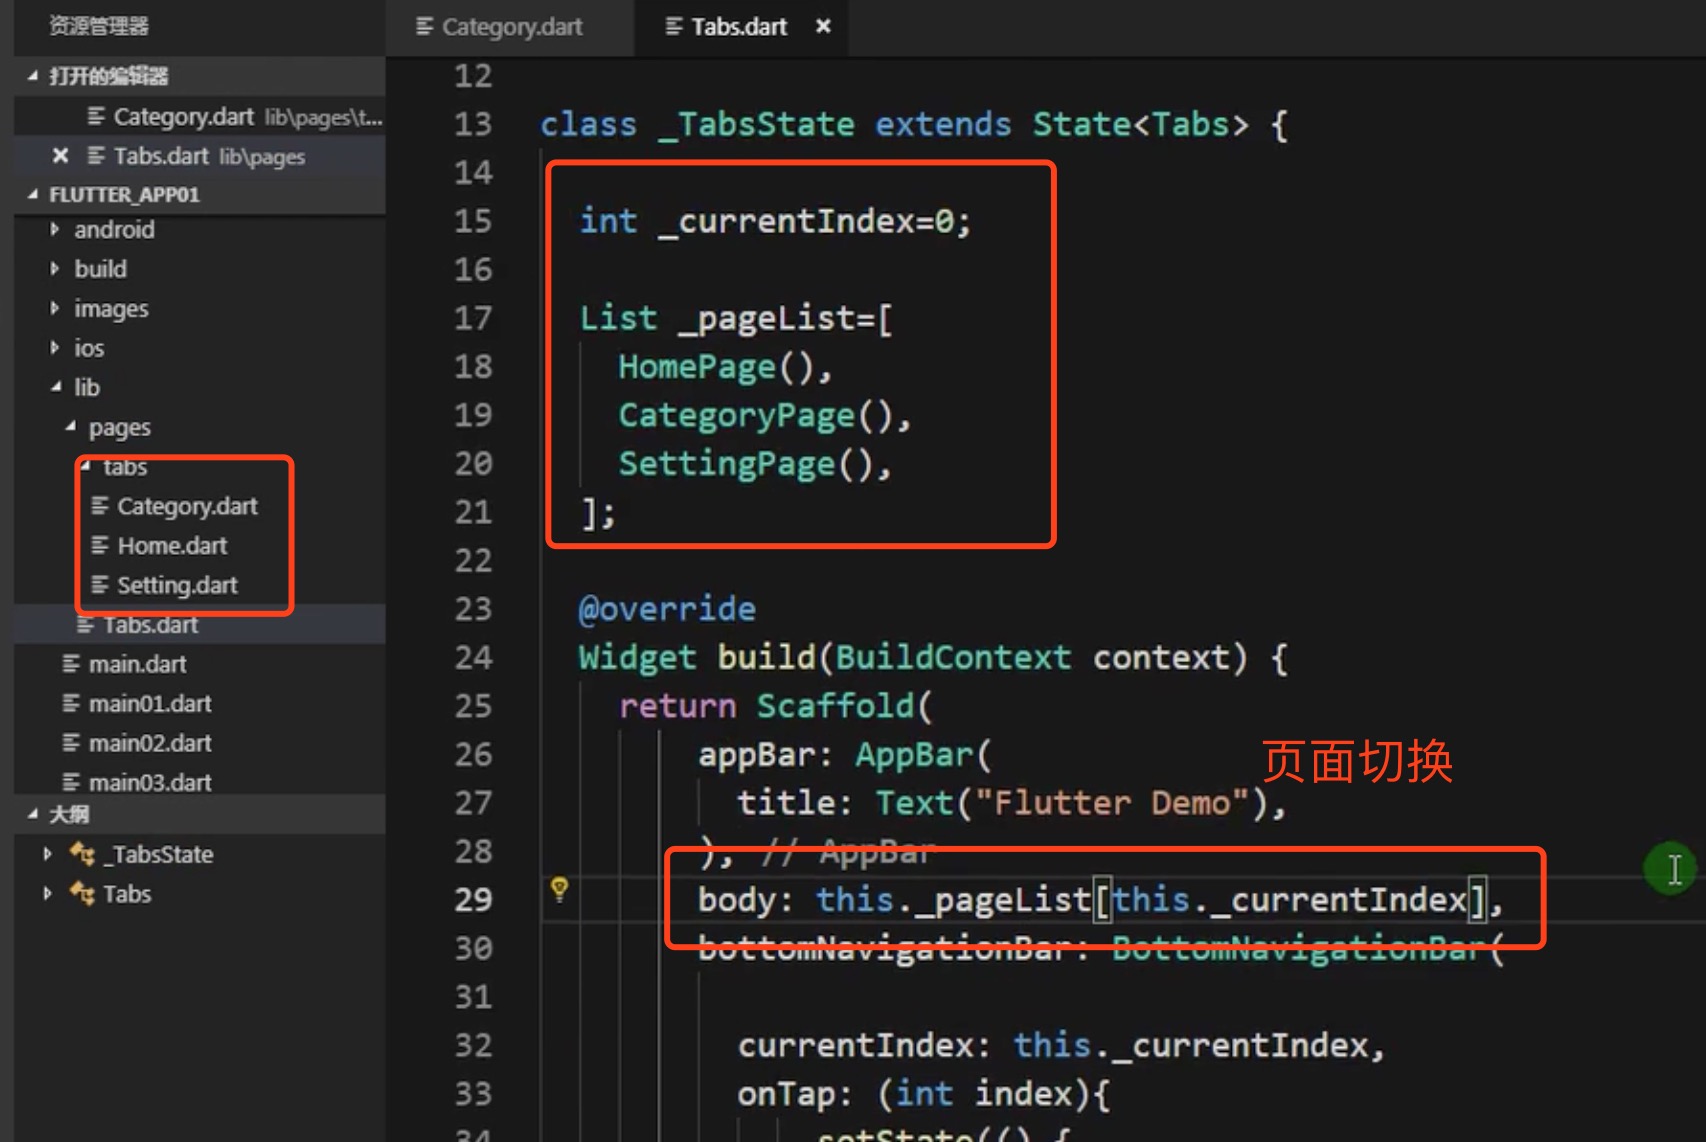 资源管理器
打开的编辑器
Category.dart lib\pages\t...
Tabs.dart lib\pages
FLUTTER_APP01
android
build
images
ios
lib
pages
tabs
Category.dart
Home.dart
Setting.dart
Tabs.dart
main.dart
main01.dart
main02.dart
main03.dart
大纲
_TabsState
Tabs
Category.dart
Tabs.dart
12
13 class _TabsState extends State<Tabs> {
14
15 int _currentIndex=0;
16
17 List _pageList=[
18 HomePage(),
19 CategoryPage(),
20 SettingPage(),
21 ];
22
23 @override
24 Widget build(BuildContext context) {
25 return Scaffold(
26 appBar: AppBar(
页面切换
27 title: Text("Flutter Demo"),
28 ), // AppBar
29 body: this._pageList[this._currentIndex],
30 bottomNavigationBar: BottomNavigationBar(
31
32 currentIndex: this._currentIndex,
33 onTap: (int index){
34 setState(() {